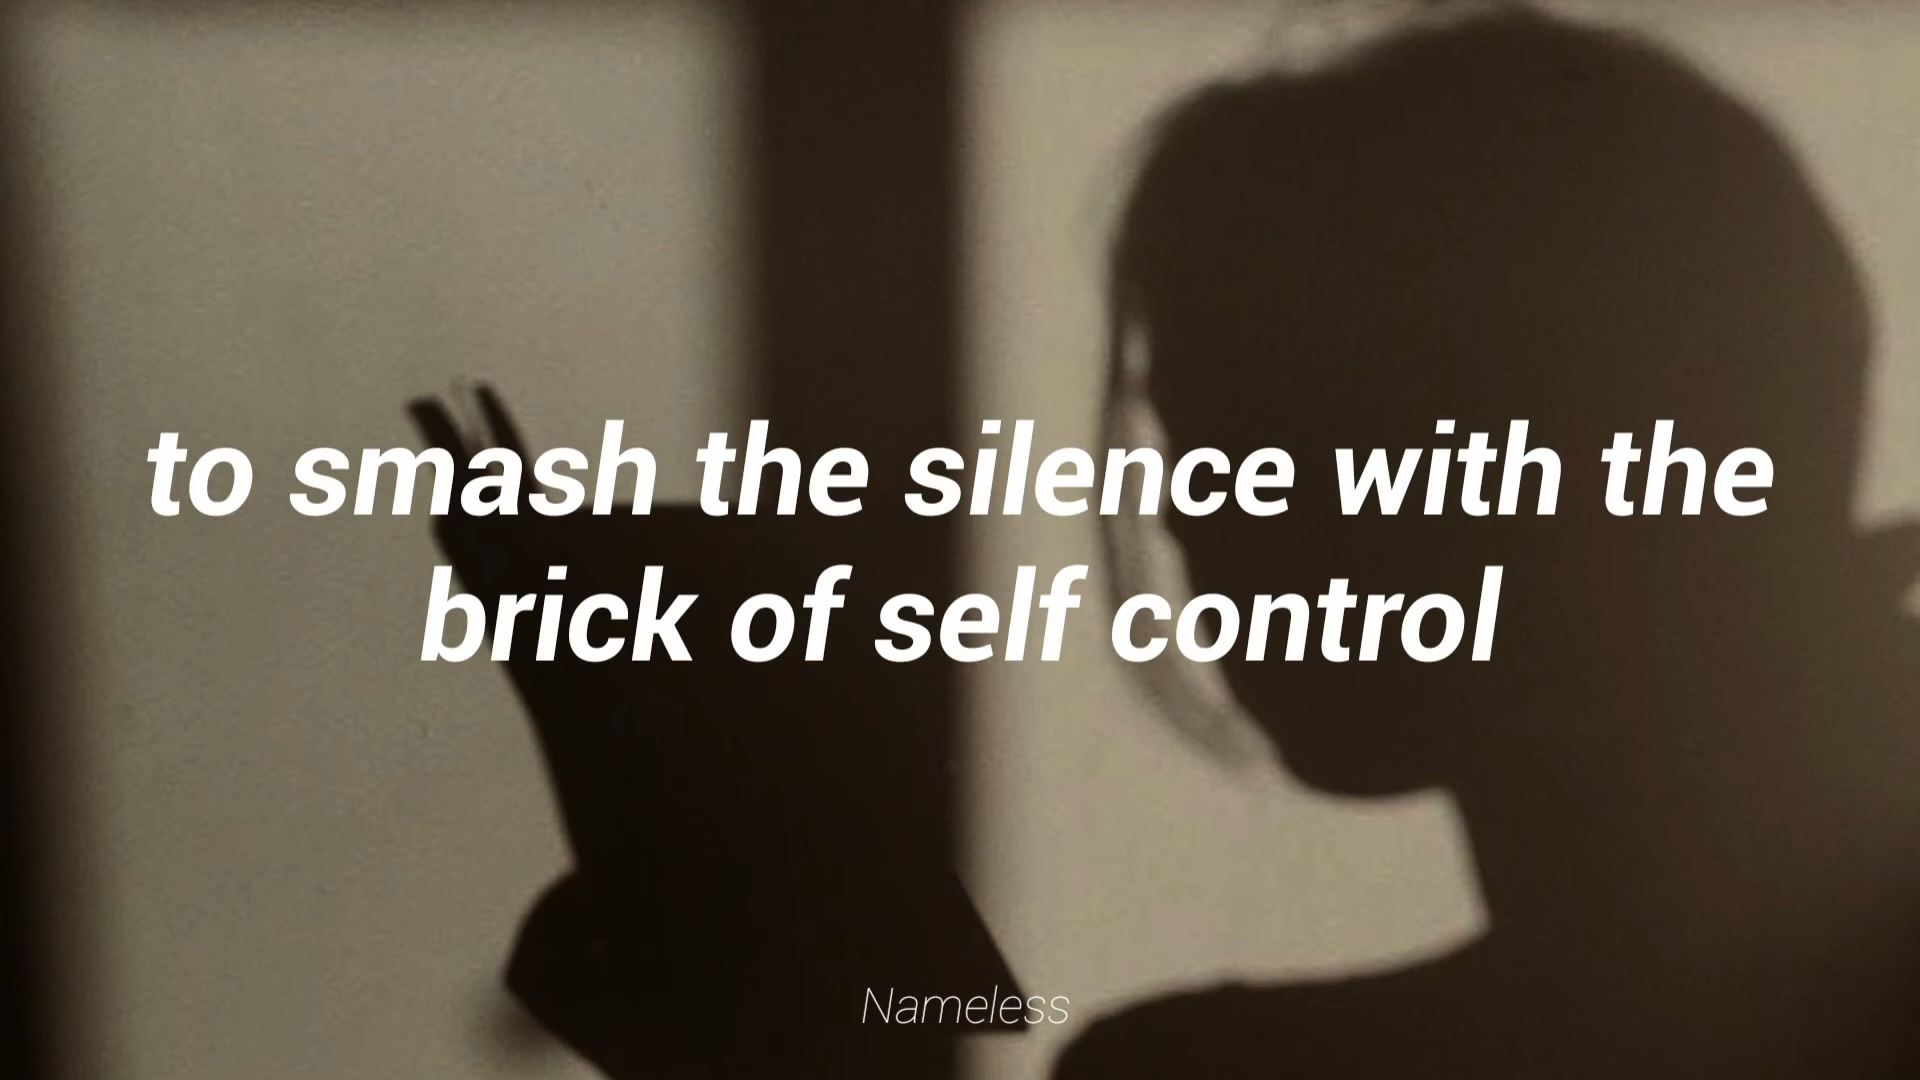 to smash the silence with the
brick of self control
Nameless